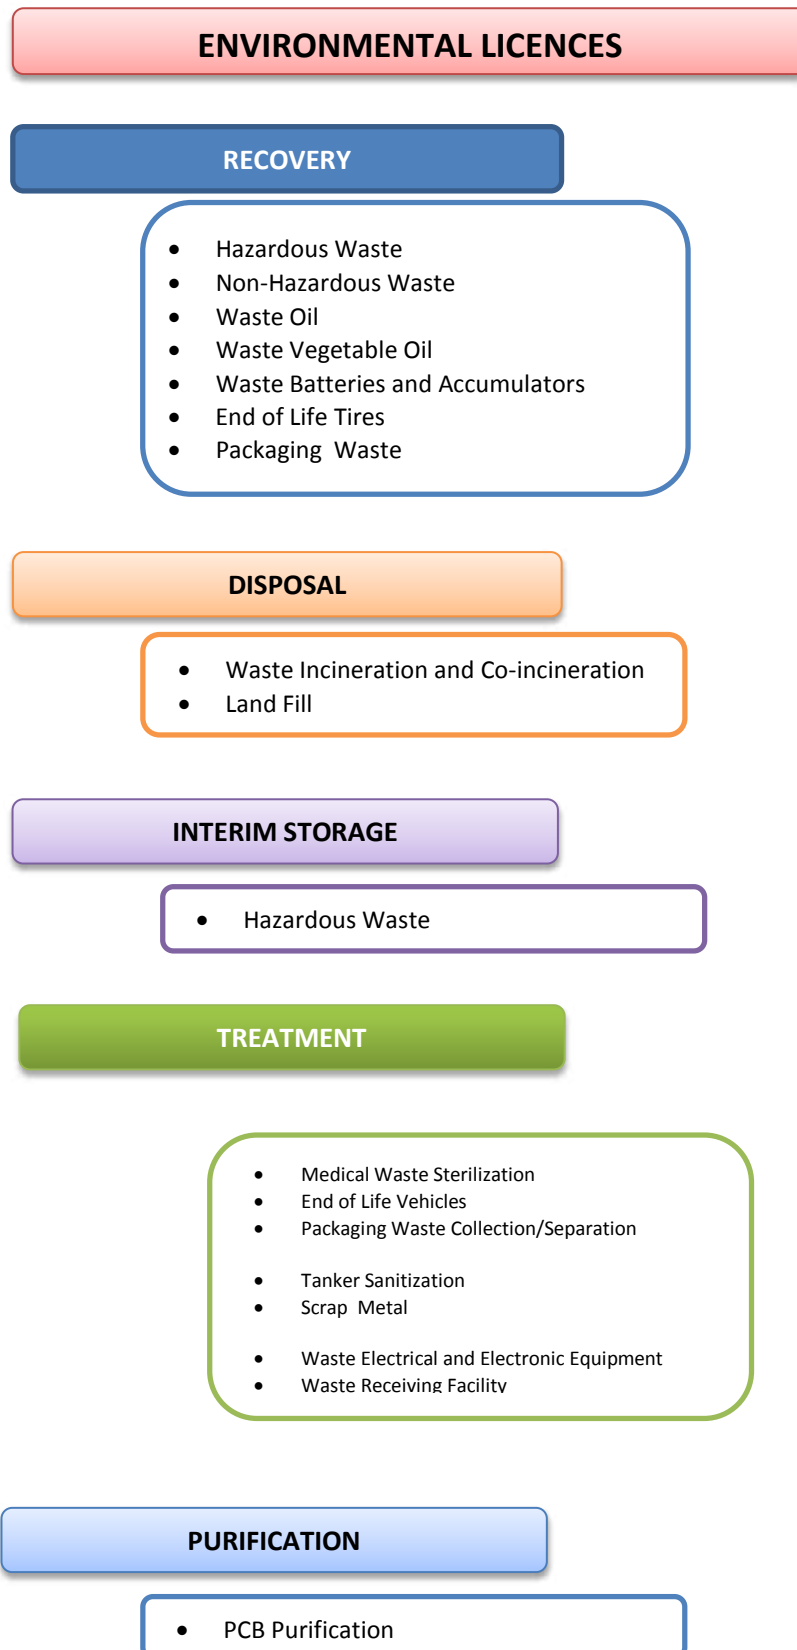 ENVIRONMENTAL LICENCES
RECOVERY
• Hazardous Waste
• Non-Hazardous Waste
• Waste Oil
• Waste Vegetable Oil
• Waste Batteries and Accumulators
• End of Life Tires
• Packaging Waste
DISPOSAL
• Waste Incineration and Co-incineration
• Land Fill
INTERIM STORAGE
• Hazardous Waste
TREATMENT
• Medical Waste Sterilization
• End of Life Vehicles
• Packaging Waste Collection/Separation
• Tanker Sanitization
• Scrap Metal
• Waste Electrical and Electronic Equipment
• Waste Receiving Facility
PURIFICATION
• PCB Purification